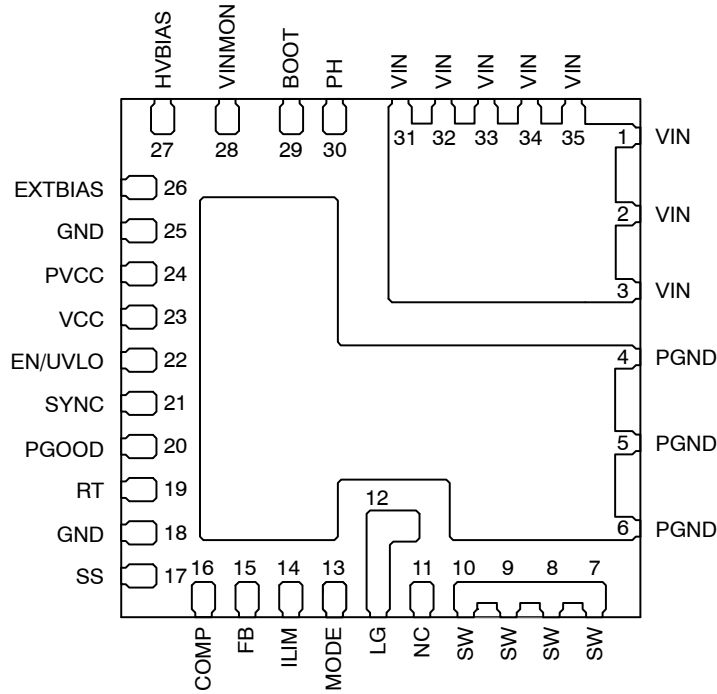 HVBIAS VINMON BOOT PH VIN VIN VIN VIN VIN
27 28 29 30 31 32 33 34 35 1 VIN
EXTBIAS 26
2 VIN
GND 25
PVCC 24
3 VIN
VCC 23
EN/UVLO 22 4 PGND
SYNC 21
PGOOD 20 5 PGND
RT 19 12
GND 18 6 PGND
SS 17 16 15 14 13 11 10 9 8 7
COMP FB ILIM MODE LG NC SW SW SW SW